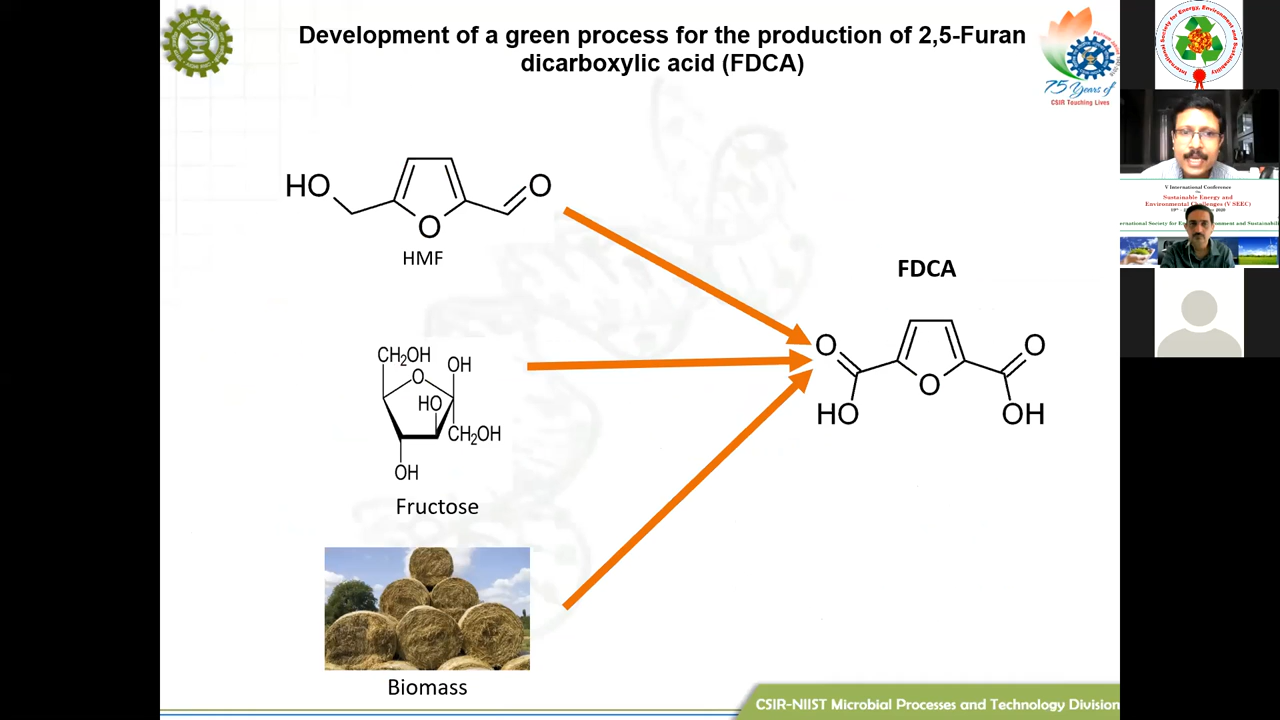 Development of a green process for the production of 2,5-Furan
dicarboxylic acid (FDCA)
75 Years of
CSIR Touching Lives
HO
O
O
HMF
CH2OH
OH
O
HO
CH2OH
OH
Fructose
Biomass
FDCA
O
O
O
HO
OH
CSIR-NIIST Microbial Processes and Technology Division
International Society for Energy, Environment and Sustainability
V International Conference
On
Sustainable Energy and
Environmental Challenges (V SEEC)